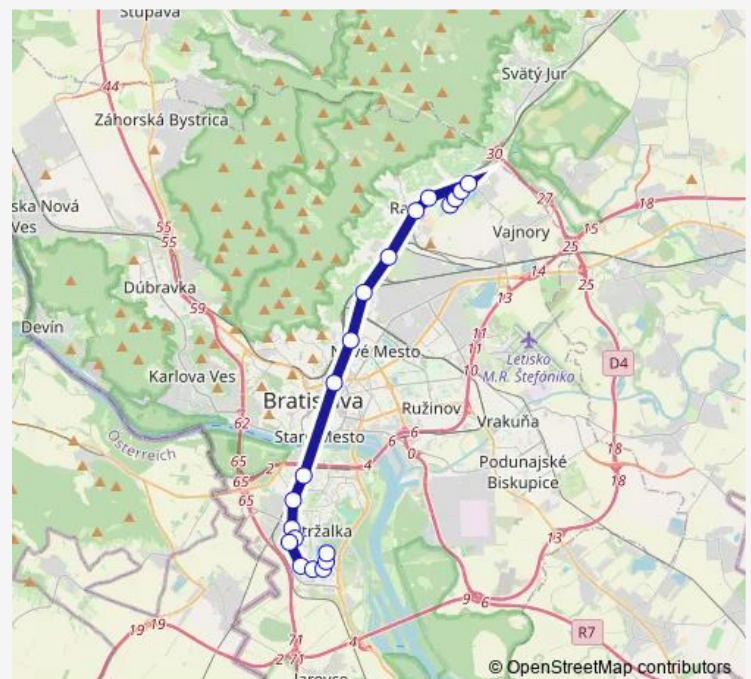 Stupava
Svätý Jur
44
Záhorská Bystrica
30
27
18
15
ska Nová
Ves
55
55
Ra
Vajnory
25
14
25
13
Dúbravka
59
11
11
10
Devín
Nové Mesto
Letisko
M.R. Štefánika
D4
Karlova Ves
Bratislava
62
Ružinov
Vrakuňa
Österreich
Staré Mesto
6
6
65
2
4
0
18
18
65
Podunajské
Biskupice
tržalka
13
9
6
19
19
71
4
R7
2
71
Jarovce
© OpenStreetMap contributors